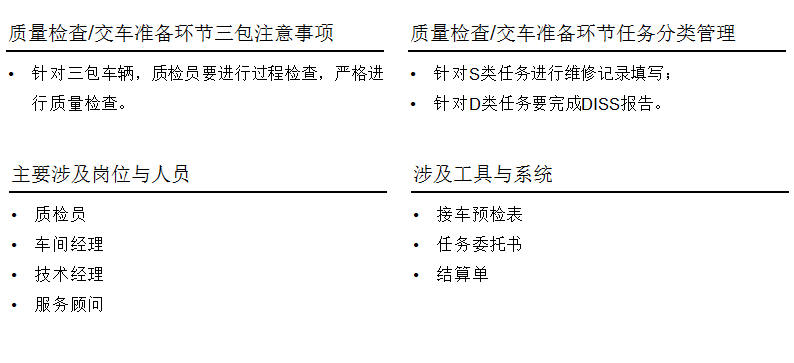 质量检查/交车准备环节三包注意事项
• 针对三包车辆，质检员要进行过程检查，严格进
行质量检查。
质量检查/交车准备环节任务分类管理
• 针对S类任务进行维修记录填写；
• 针对D类任务要完成DISS报告。
主要涉及岗位与人员
• 质检员
• 车间经理
• 技术经理
• 服务顾问
涉及工具与系统
• 接车预检表
• 任务委托书
• 结算单